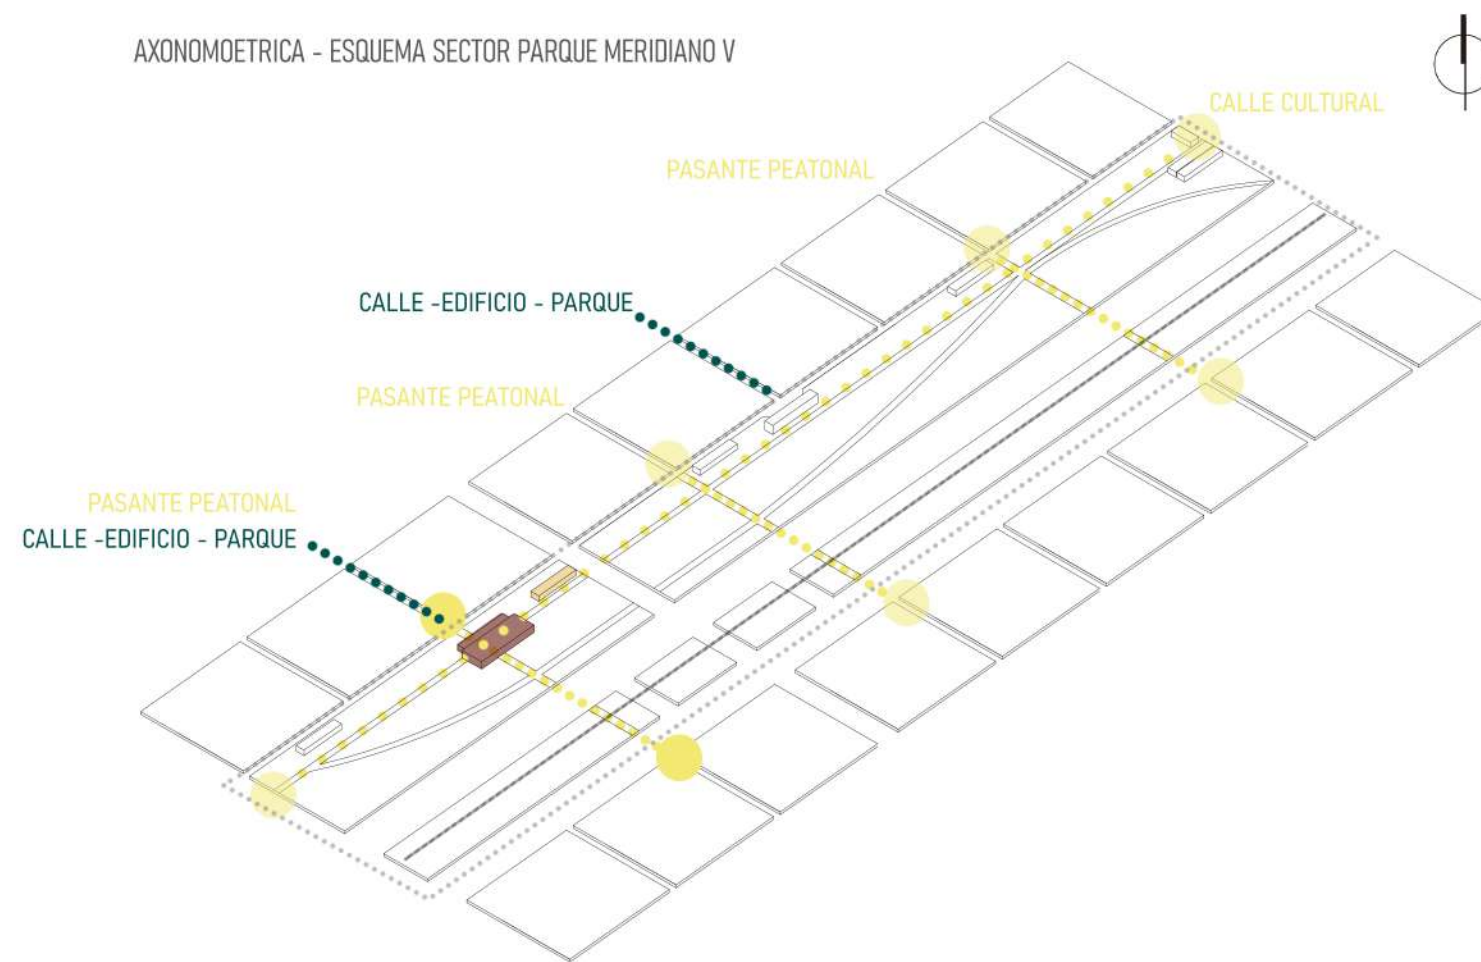 AXONOMOETRICA - ESQUEMA SECTOR PARQUE MERIDIANO V
CALLE CULTURAL
PASANTE PEATONAL
CALLE -EDIFICIO - PARQUE
PASANTE PEATONAL
PASANTE PEATONAL
CALLE -EDIFICIO - PARQUE